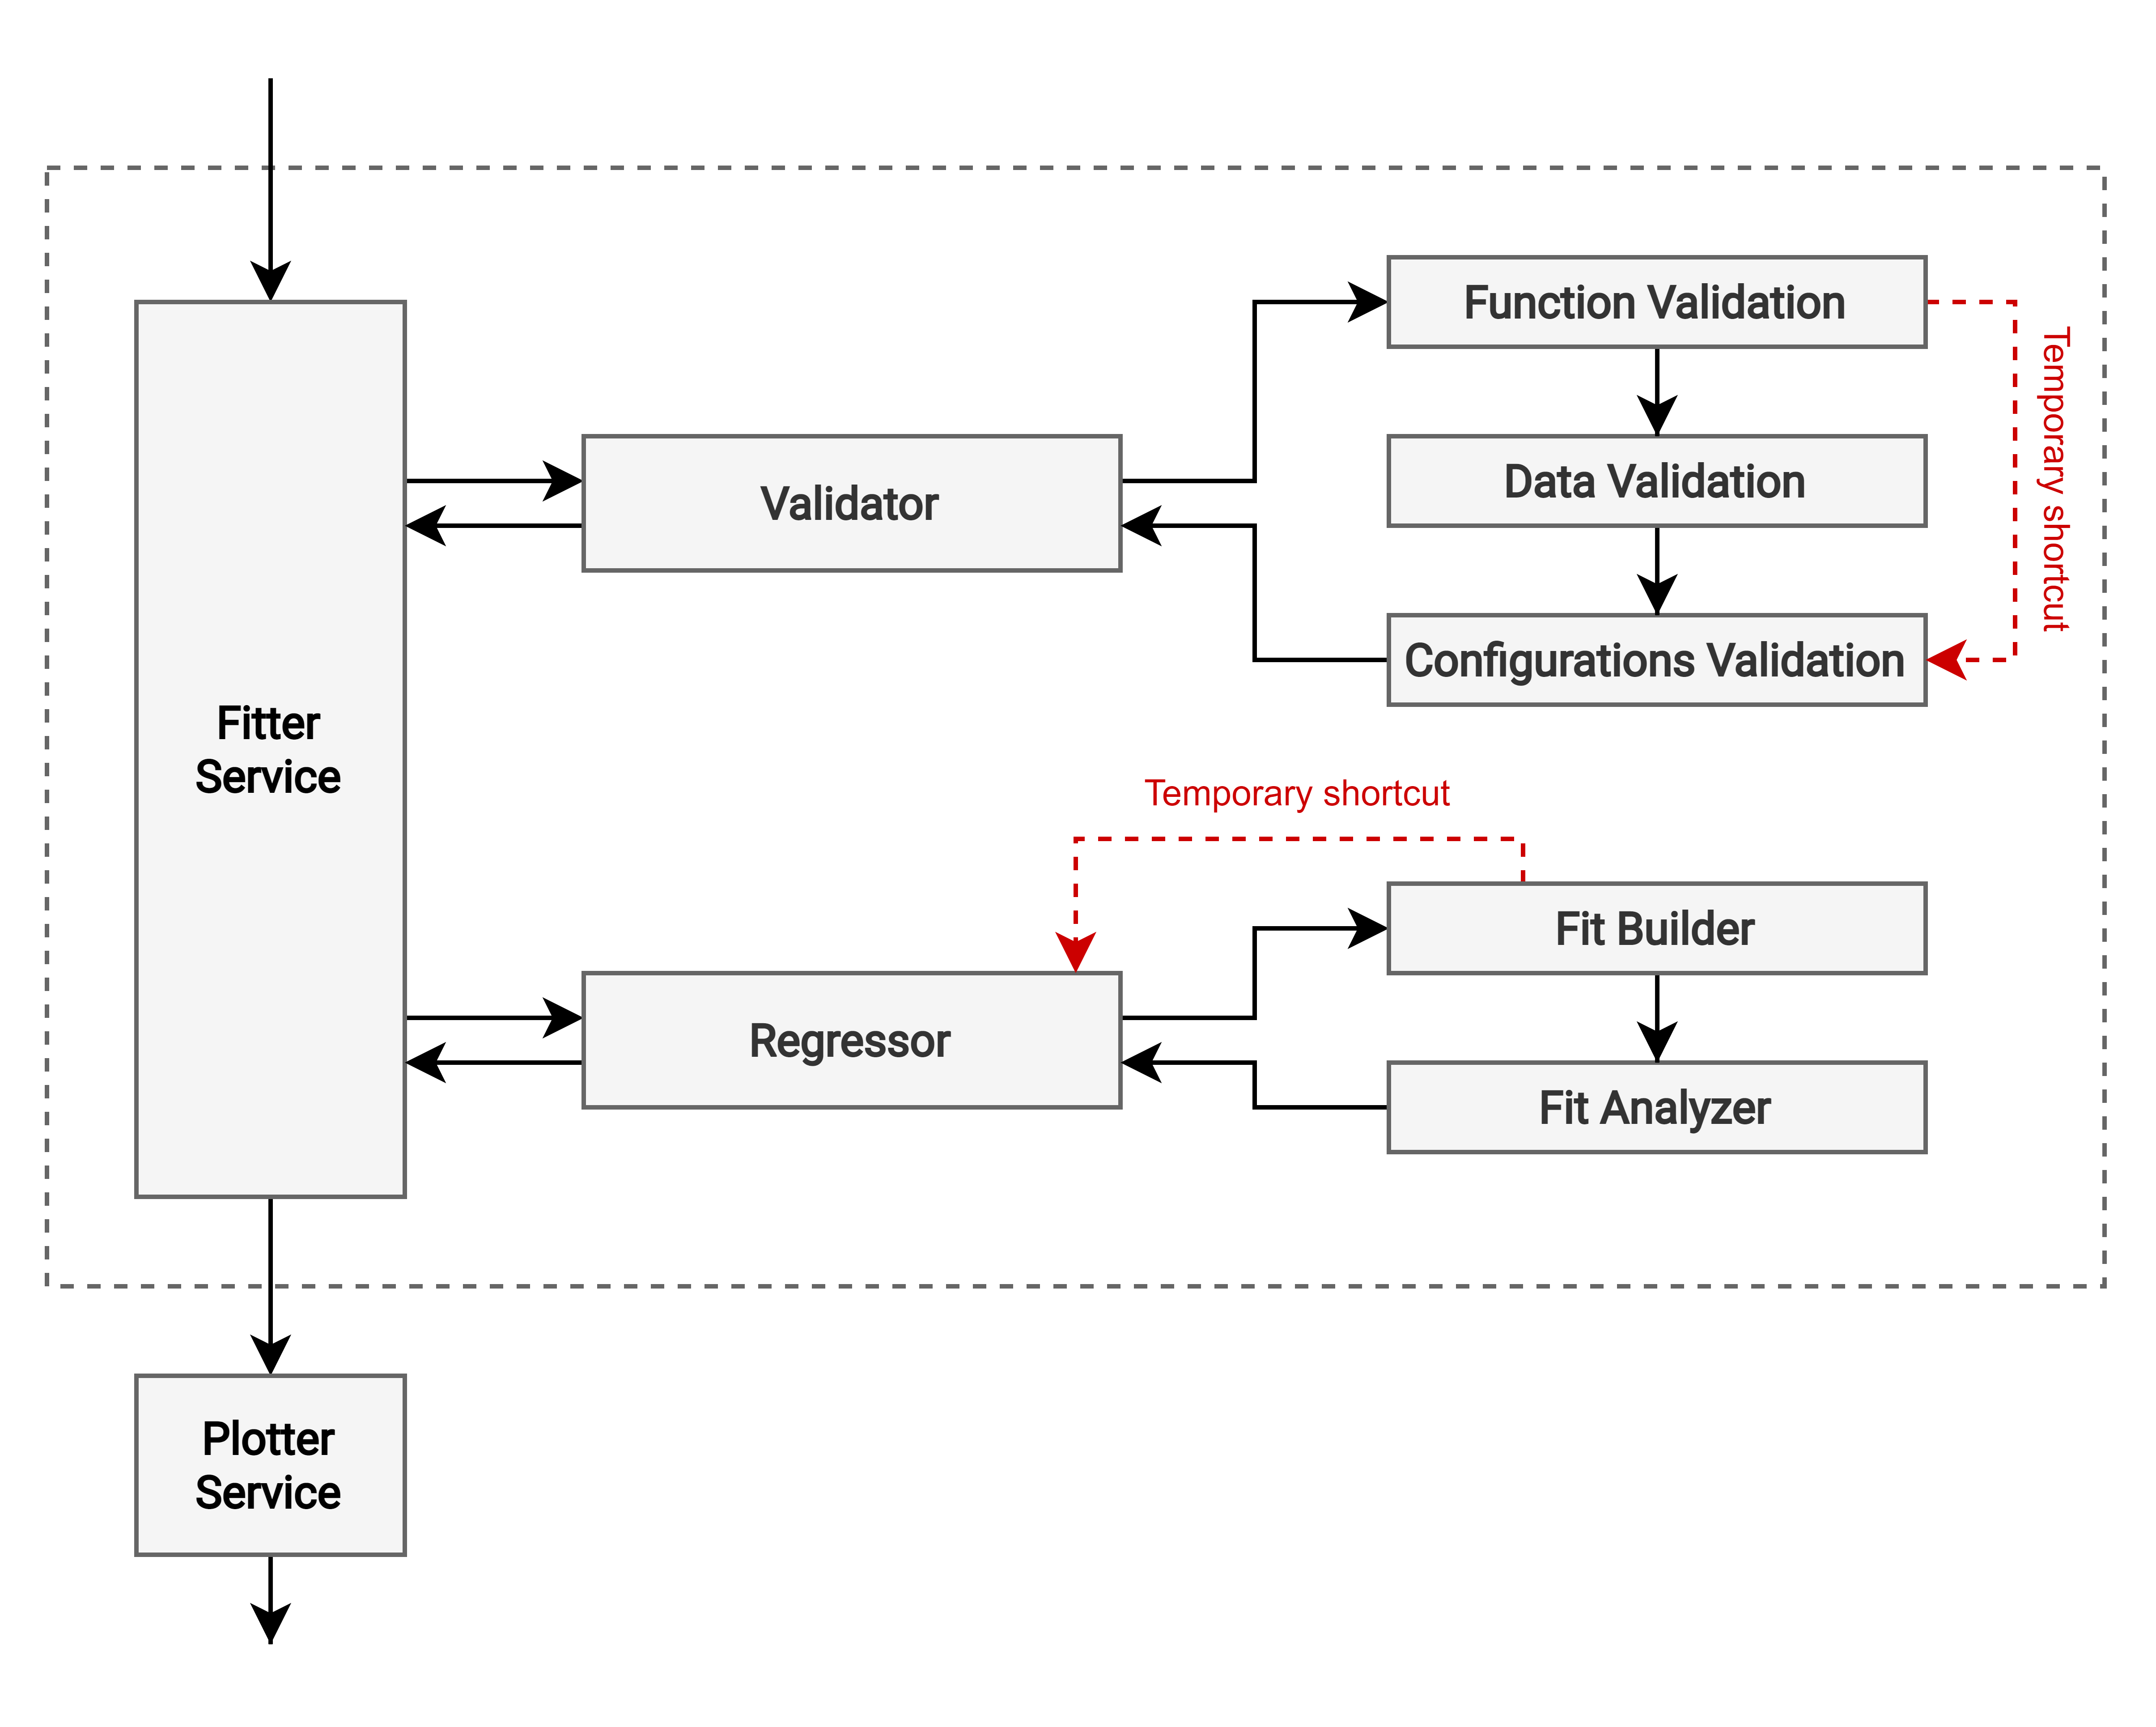 Function Validation
Temporary shortcut
Data Validation
Validator
Configurations Validation
Fitter
Service
Temporary shortcut
Fit Builder
Regressor
Fit Analyzer
Plotter
Service